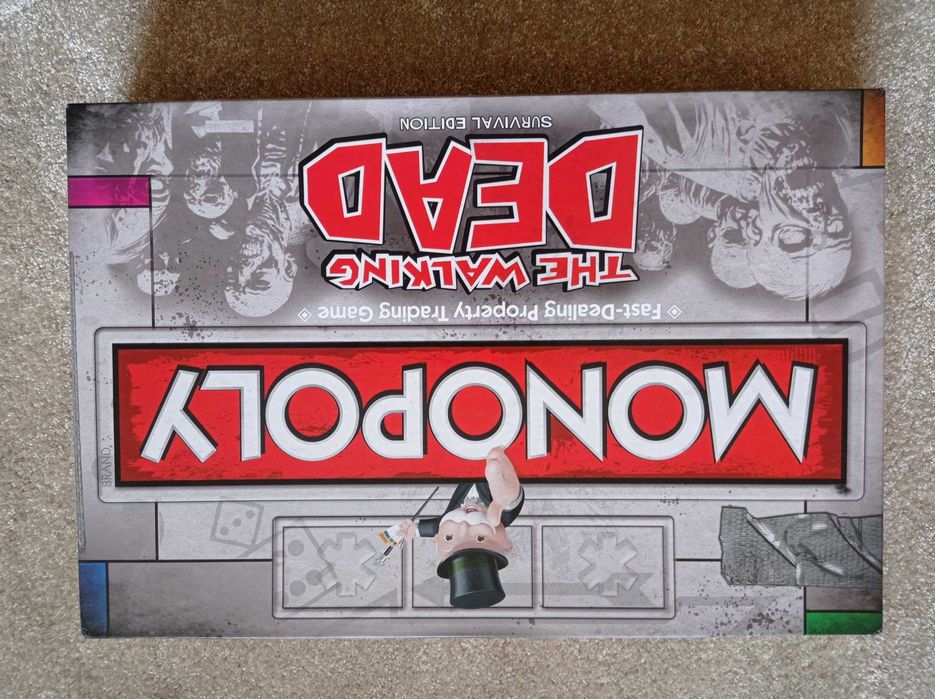 BRAND
MONOPOLY
Fast-Dealing Property Trading Game
THE WALKING
DEAD
SURVIVAL EDITION